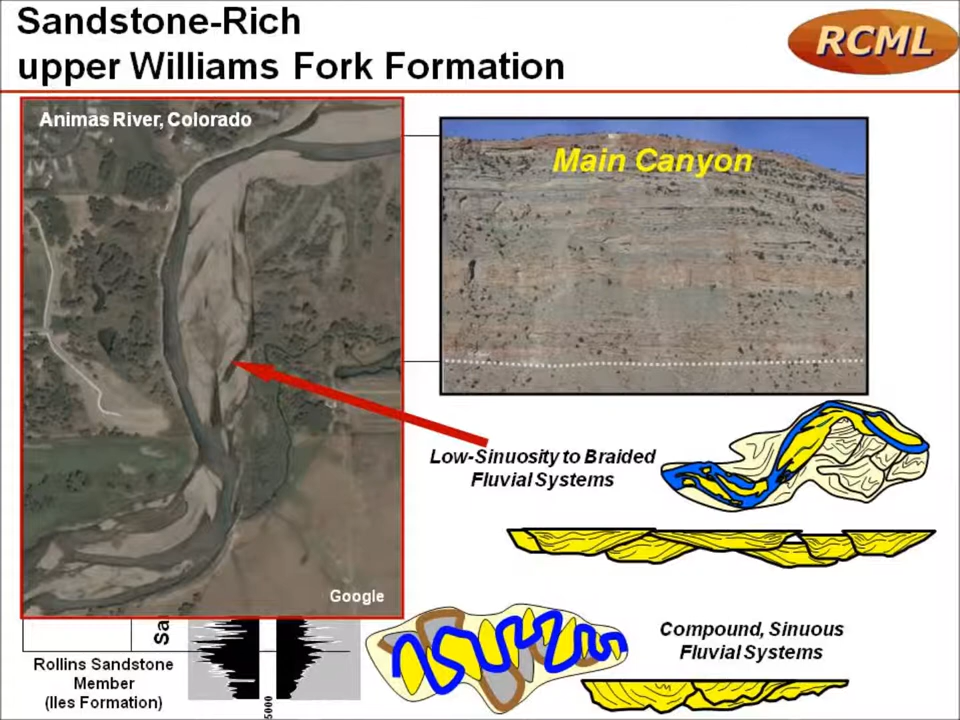 Sandstone-Rich
upper Williams Fork Formation
RCML
Animas River, Colorado
Main Canyon
Low-Sinuosity to Braided
Fluvial Systems
Google
Sa
Compound, Sinuous
Fluvial Systems
Rollins Sandstone
Member
(Iles Formation)
5000